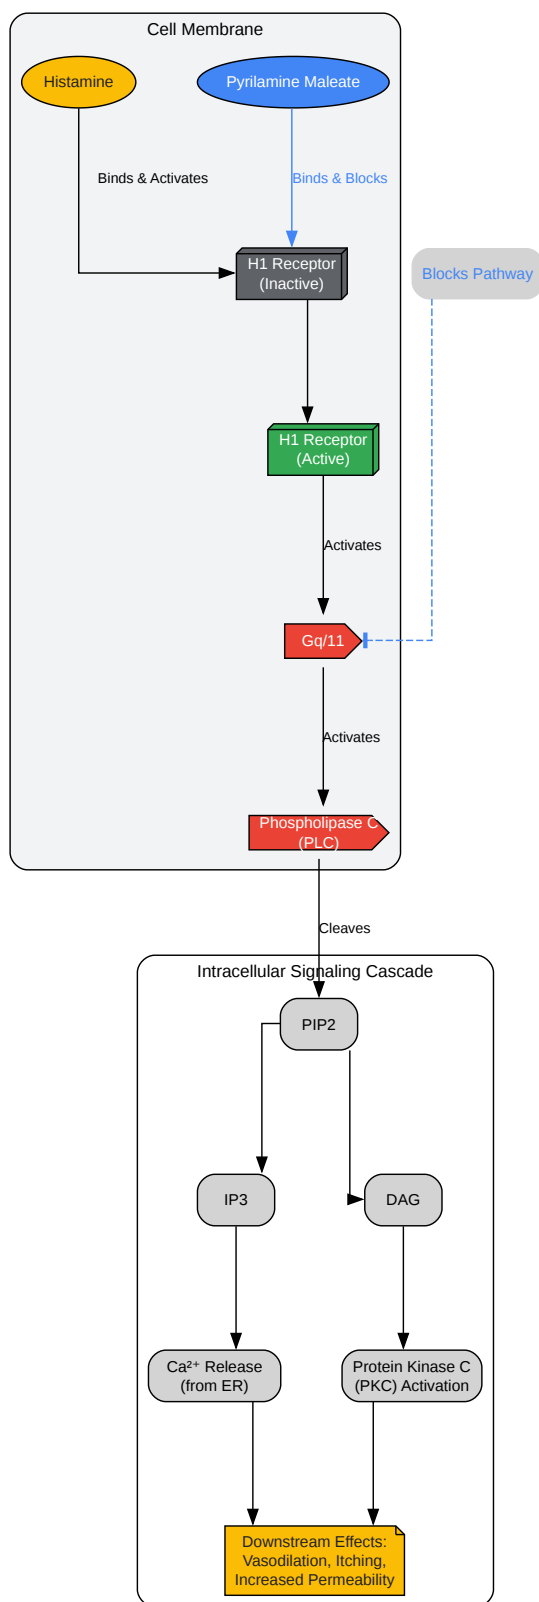 Cell Membrane
Histamine
Pyrilamine Maleate
Binds & Activates
Binds & Blocks
H1 Receptor
(Inactive)
Blocks Pathway
H1 Receptor
(Active)
Activates
Gq/11
Activates
Phospholipase C
(PLC)
Cleaves
Intracellular Signaling Cascade
PIP2
IP3
DAG
Ca²⁺ Release
(from ER)
Protein Kinase C
(PKC) Activation
Downstream Effects:
Vasodilation, Itching,
Increased Permeability